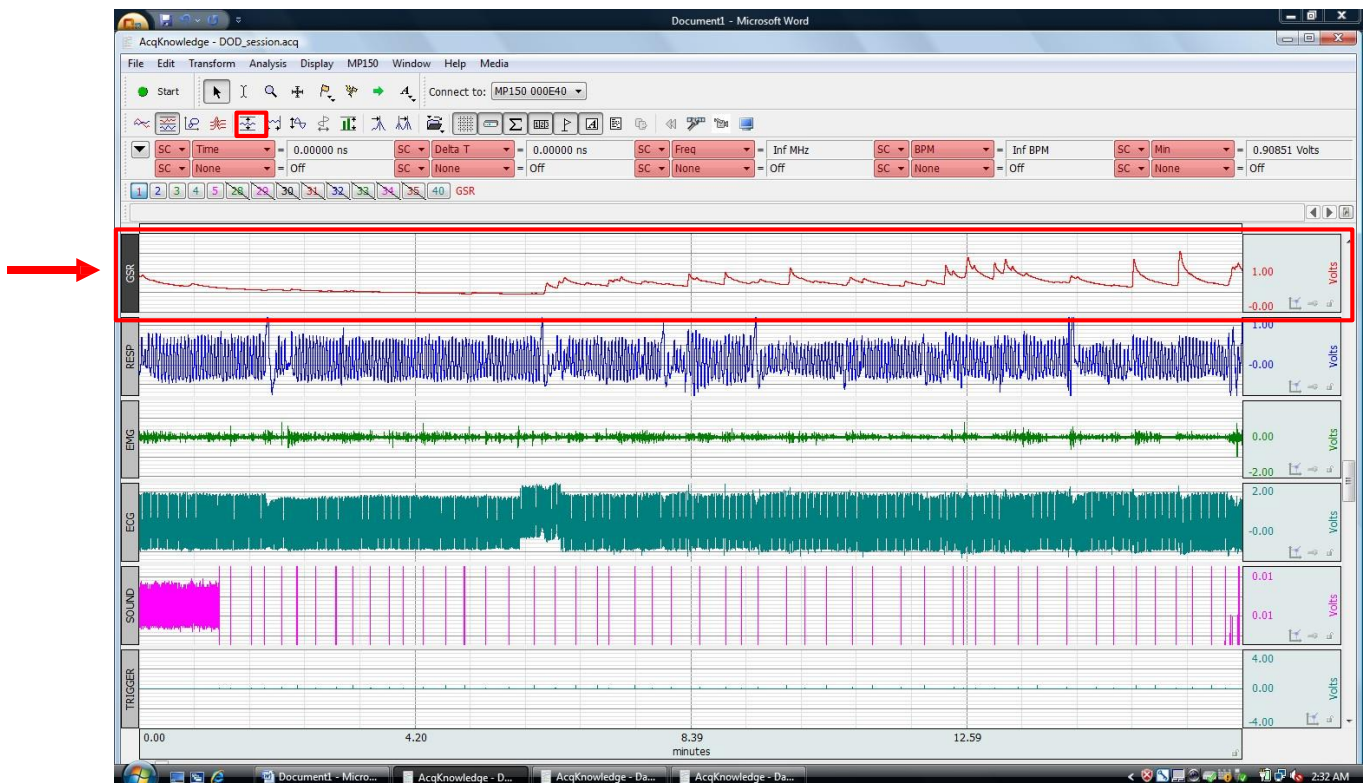 Document1 - Microsoft Word
AcqKnowledge - DOD_session.acq
File Edit Transform Analysis Display MP150 Window Help Media
Start Connect to: MP150 000E40
SC Time = 0.00000 ns SC Delta T = 0.00000 ns SC Freq = Inf MHz SC BPM = Inf BPM SC Min = 0.90851 Volts
SC None = Off SC None = Off SC None = Off SC None = Off SC None = Off
1 2 3 4 5 28 29 30 31 32 33 34 35 40 GSR
GSR
1.00
-0.00
Volts
RESP
1.00
-0.00
Volts
EMG
0.00
-2.00
Volts
ECG
2.00
-0.00
Volts
SOUND
0.01
0.01
Volts
TRIGGER
4.00
0.00
-4.00
Volts
0.00 4.20 8.39 12.59
minutes
Document1 - Micro... AcqKnowledge - D... AcqKnowledge - Da... AcqKnowledge - Da... 2:32 AM